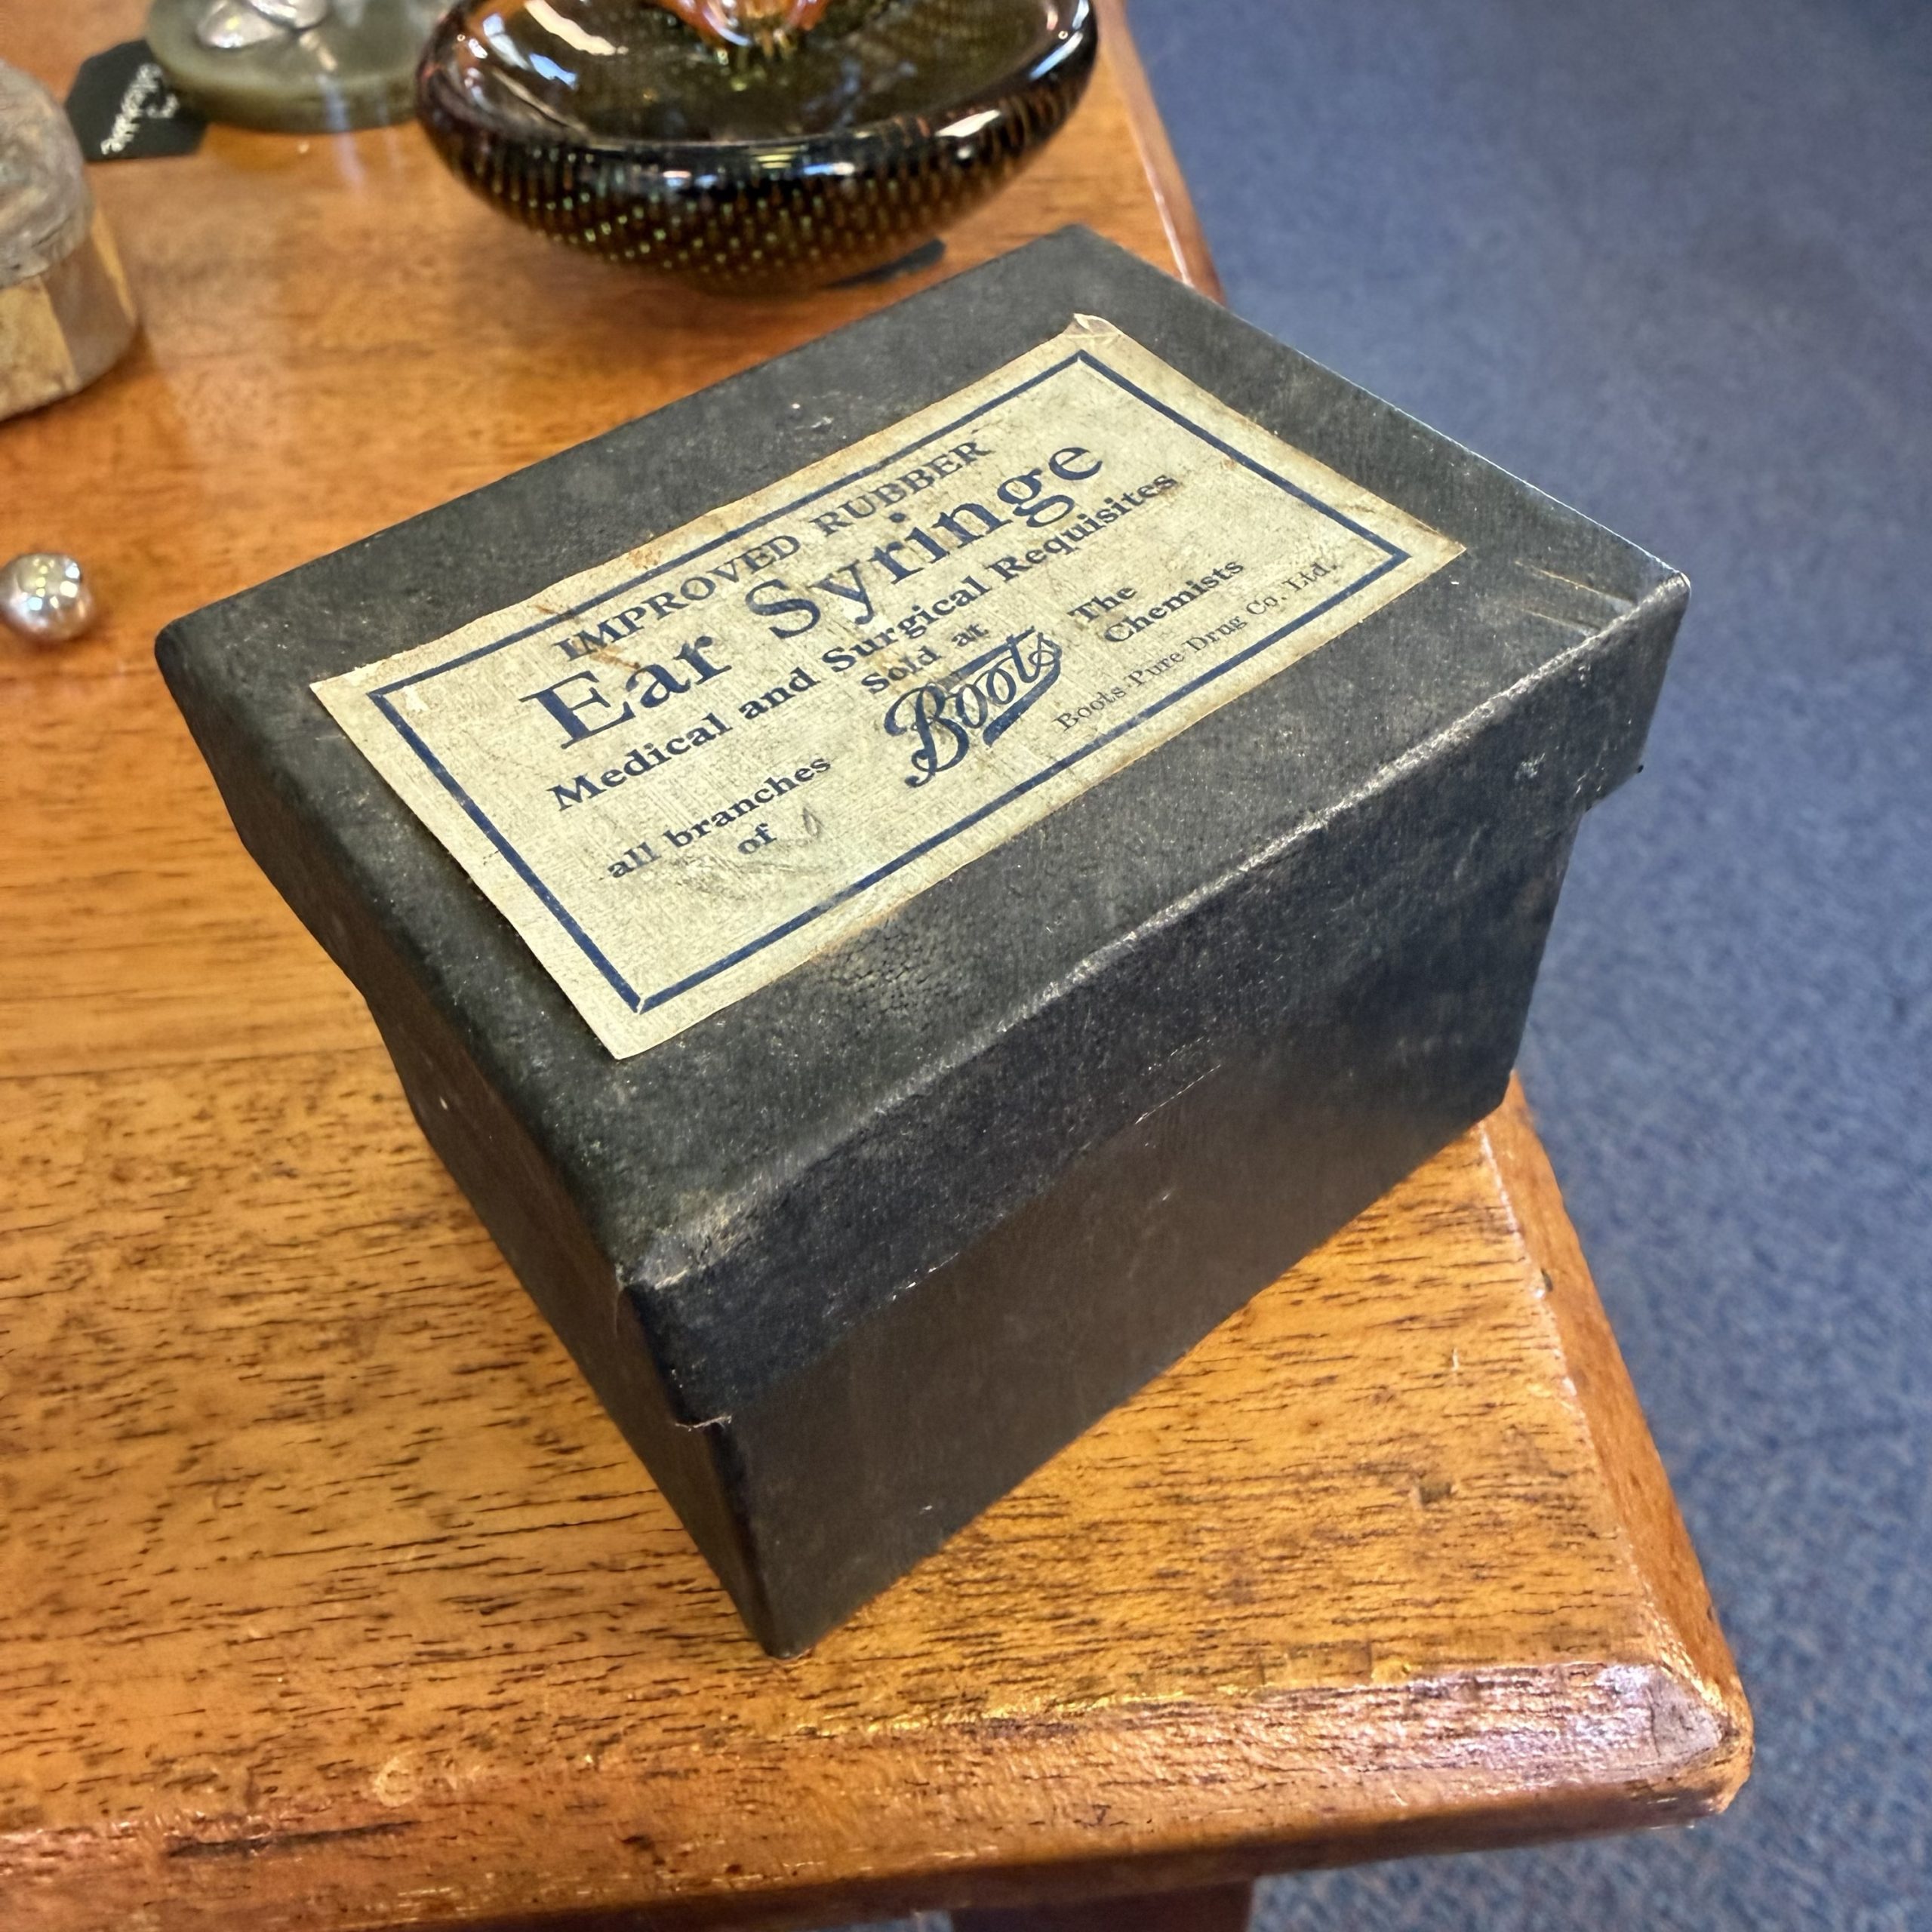 IMPROVED RUBBER
Ear Syringe
Medical and Surgical Requisites
Sold at
all branches of
Boots
The Chemists
Boots Pure Drug Co. Ltd.